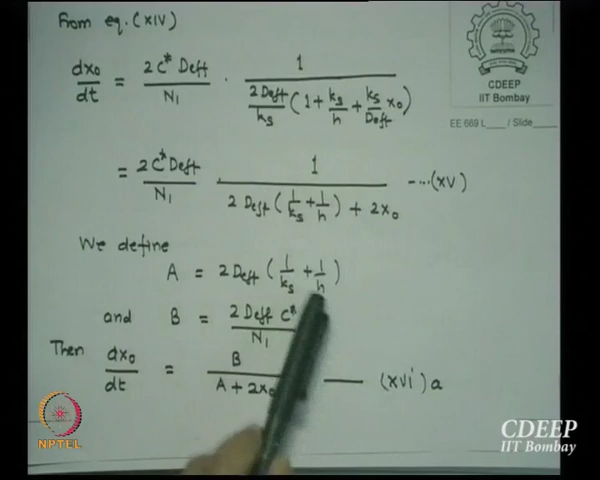 From eq. (XIV)
dx₀/dt = 2C* Deff/N₁ · 1/(2 Deff/ks (1 + ks/h + ks/Deff x₀))
= 2C* Deff/N₁ · 1/(2 Deff (1/ks + 1/h) + 2x₀) ---- (XV)
We define
A = 2 Deff (1/ks + 1/h)
and B = 2 Deff C*/N₁
Then dx₀/dt = B/(A + 2x₀) — (xvi) a
CDEEP
IIT Bombay
EE 669 L___ / Slide___
NPTEL
CDEEP
IIT Bombay